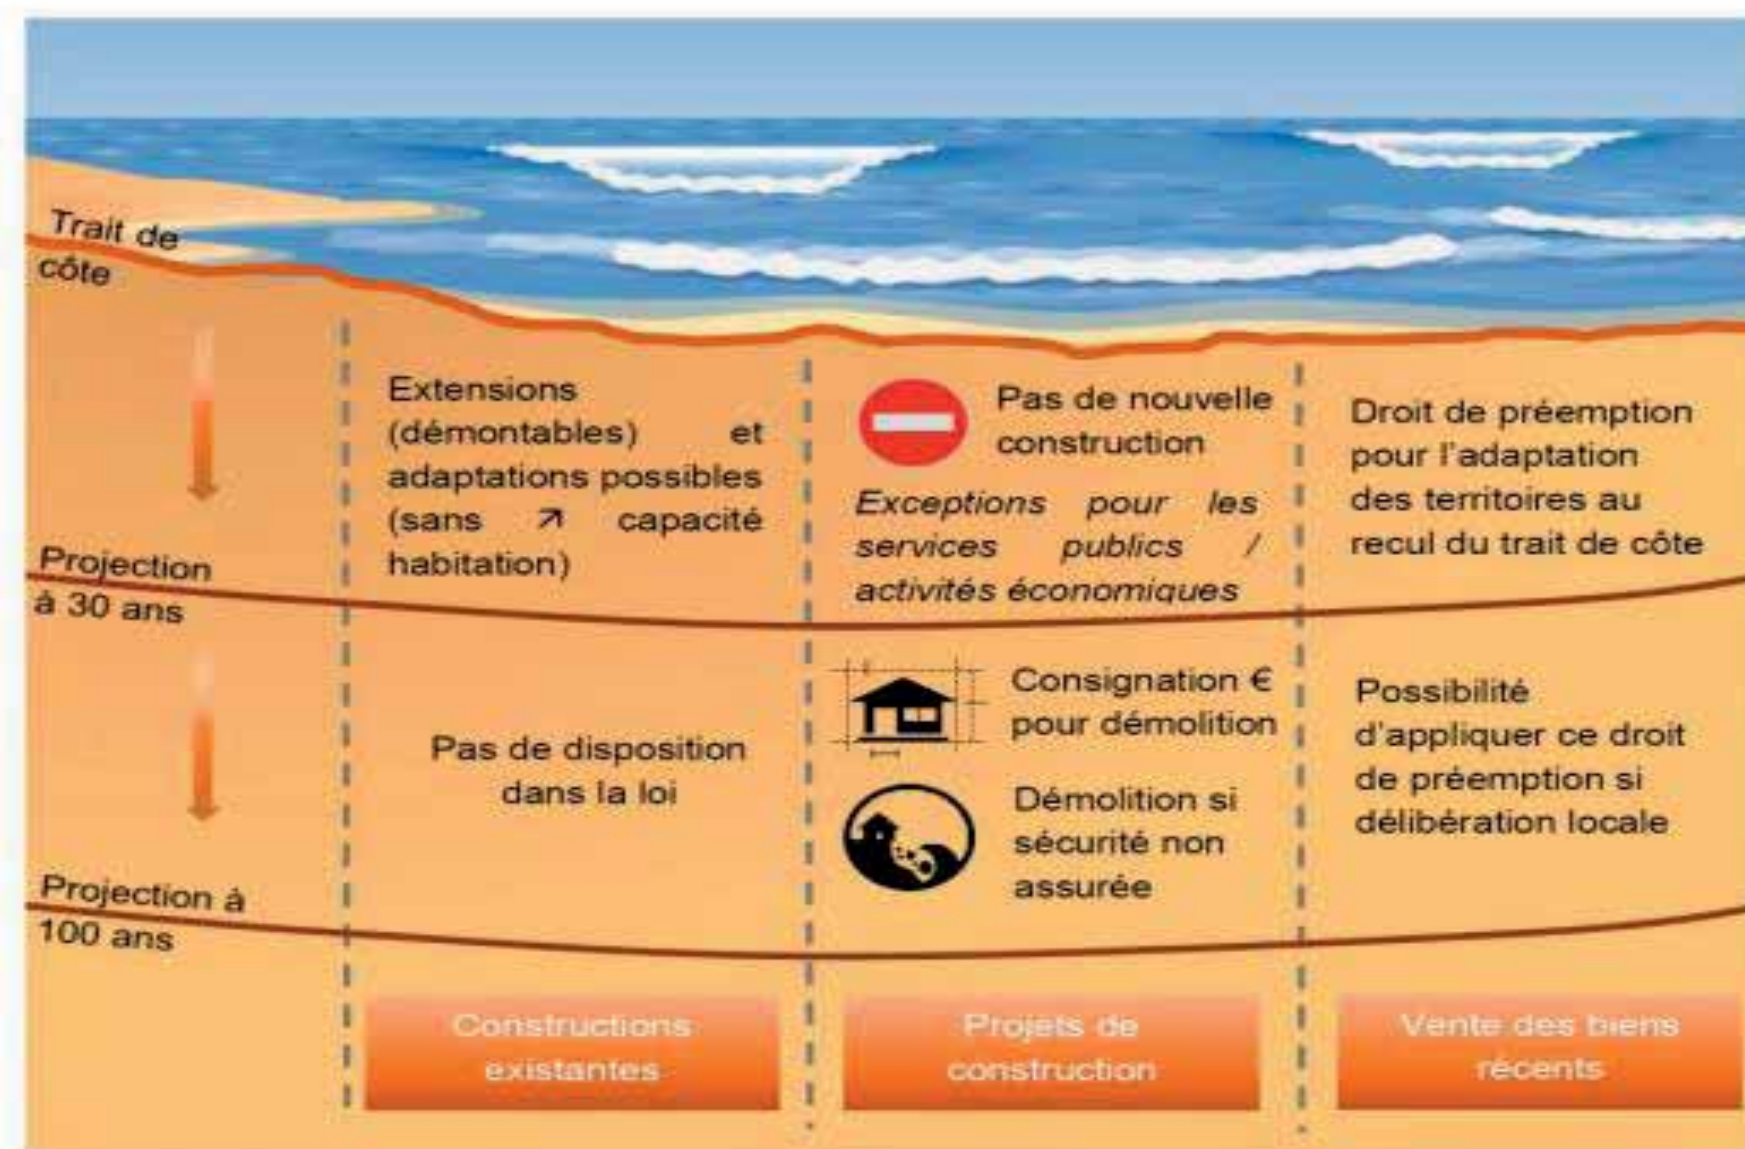 Trait de
côte
Extensions
(démontables) et
adaptations possibles
(sans ↗ capacité
habitation)
Pas de nouvelle
construction
Exceptions pour les
services publics /
activités économiques
Droit de préemption
pour l'adaptation
des territoires au
recul du trait de côte
Projection
à 30 ans
Pas de disposition
dans la loi
Consignation €
pour démolition
Démolition si
sécurité non
assurée
Possibilité
d'appliquer ce droit
de préemption si
délibération locale
Projection à
100 ans
Constructions
existantes
Projets de
construction
Vente des biens
récents